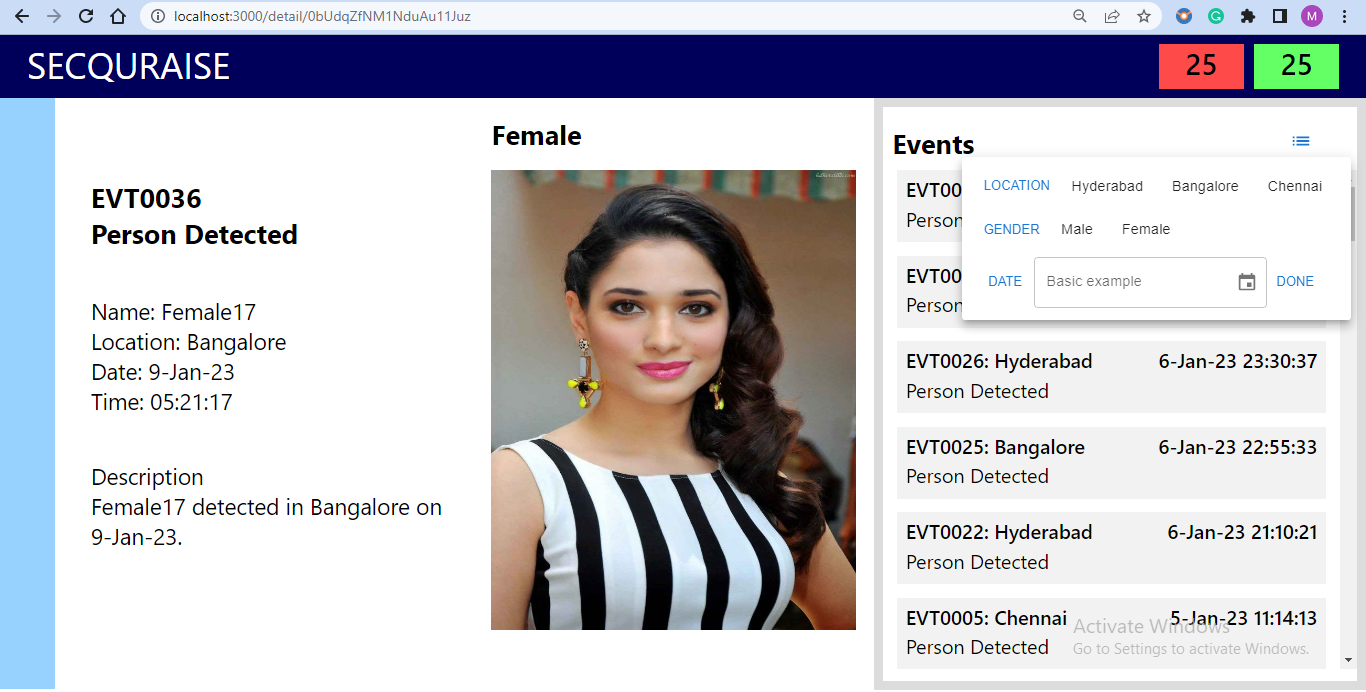 localhost:3000/detail/0bUdqZfNM1NduAu11Juz
M
SECQURAISE
25
25
EVT0036
Person Detected
Name: Female17
Location: Bangalore
Date: 9-Jan-23
Time: 05:21:17
Description
Female17 detected in Bangalore on
9-Jan-23.
Female
Events
LOCATION Hyderabad Bangalore Chennai
GENDER Male Female
DATE Basic example DONE
EVT0026: Hyderabad 6-Jan-23 23:30:37
Person Detected
EVT0025: Bangalore 6-Jan-23 22:55:33
Person Detected
EVT0022: Hyderabad 6-Jan-23 21:10:21
Person Detected
EVT0005: Chennai 5-Jan-23 11:14:13
Person Detected
Activate Windows
Go to Settings to activate Windows.